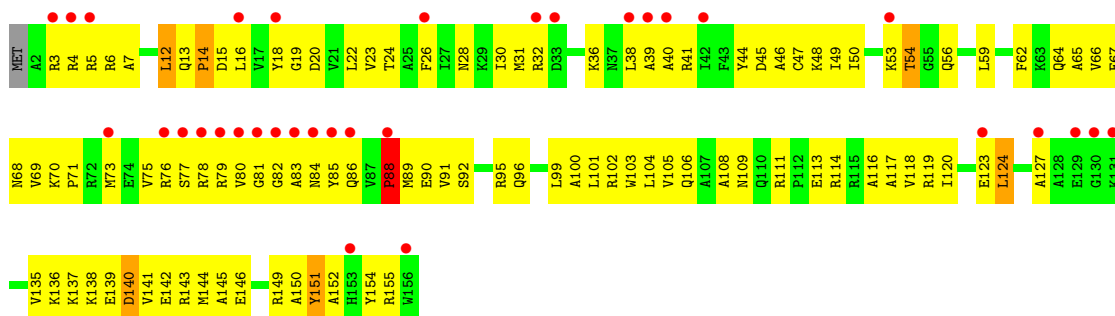 MET A2 R3 R4 R5 R6 A7 L12 Q13 P14 D15 L16 V17 Y18 G19 D20 V21 L22 V23 T24 A25 F26 I27 N28 K29 I30 M31 R32 D33 K36 N37 L38 A39 A40 R41 I42 F43 Y44 D45 A46 C47 K48 I49 I50 K53 T54 G55 Q56 L59 F62 K63 Q64 A65 V66 E67
N68 V69 K70 P71 R72 M73 E74 V75 R76 S77 R78 R79 V80 G81 G82 A83 N84 Y85 Q86 V87 P88 M89 E90 V91 S92 R95 Q96 L99 A100 L101 R102 W103 L104 V105 Q106 A107 A108 N109 Q110 R111 P112 E113 R114 R115 A116 A117 V118 R119 I120 E123 L124 A127 A128 E129 G130 K131
V135 K136 K137 K138 E139 D140 V141 E142 R143 M144 A145 E146 R149 A150 Y151 A152 H153 Y154 R155 W156